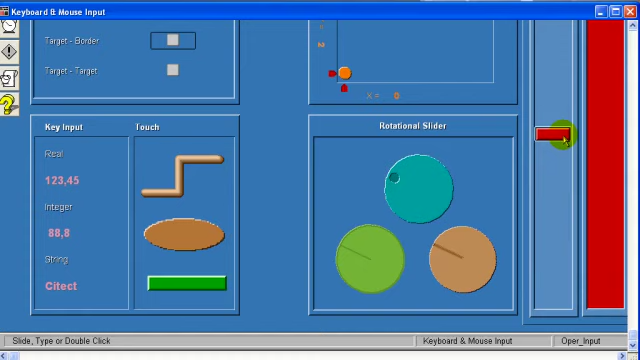 Keyboard & Mouse Input
Target - Border
Target - Target
X = 0
Key Input
Touch
Rotational Slider
Real
123,45
Integer
88,8
String
Citect
Slide, Type or Double Click
Keyboard & Mouse Input
Oper_Input